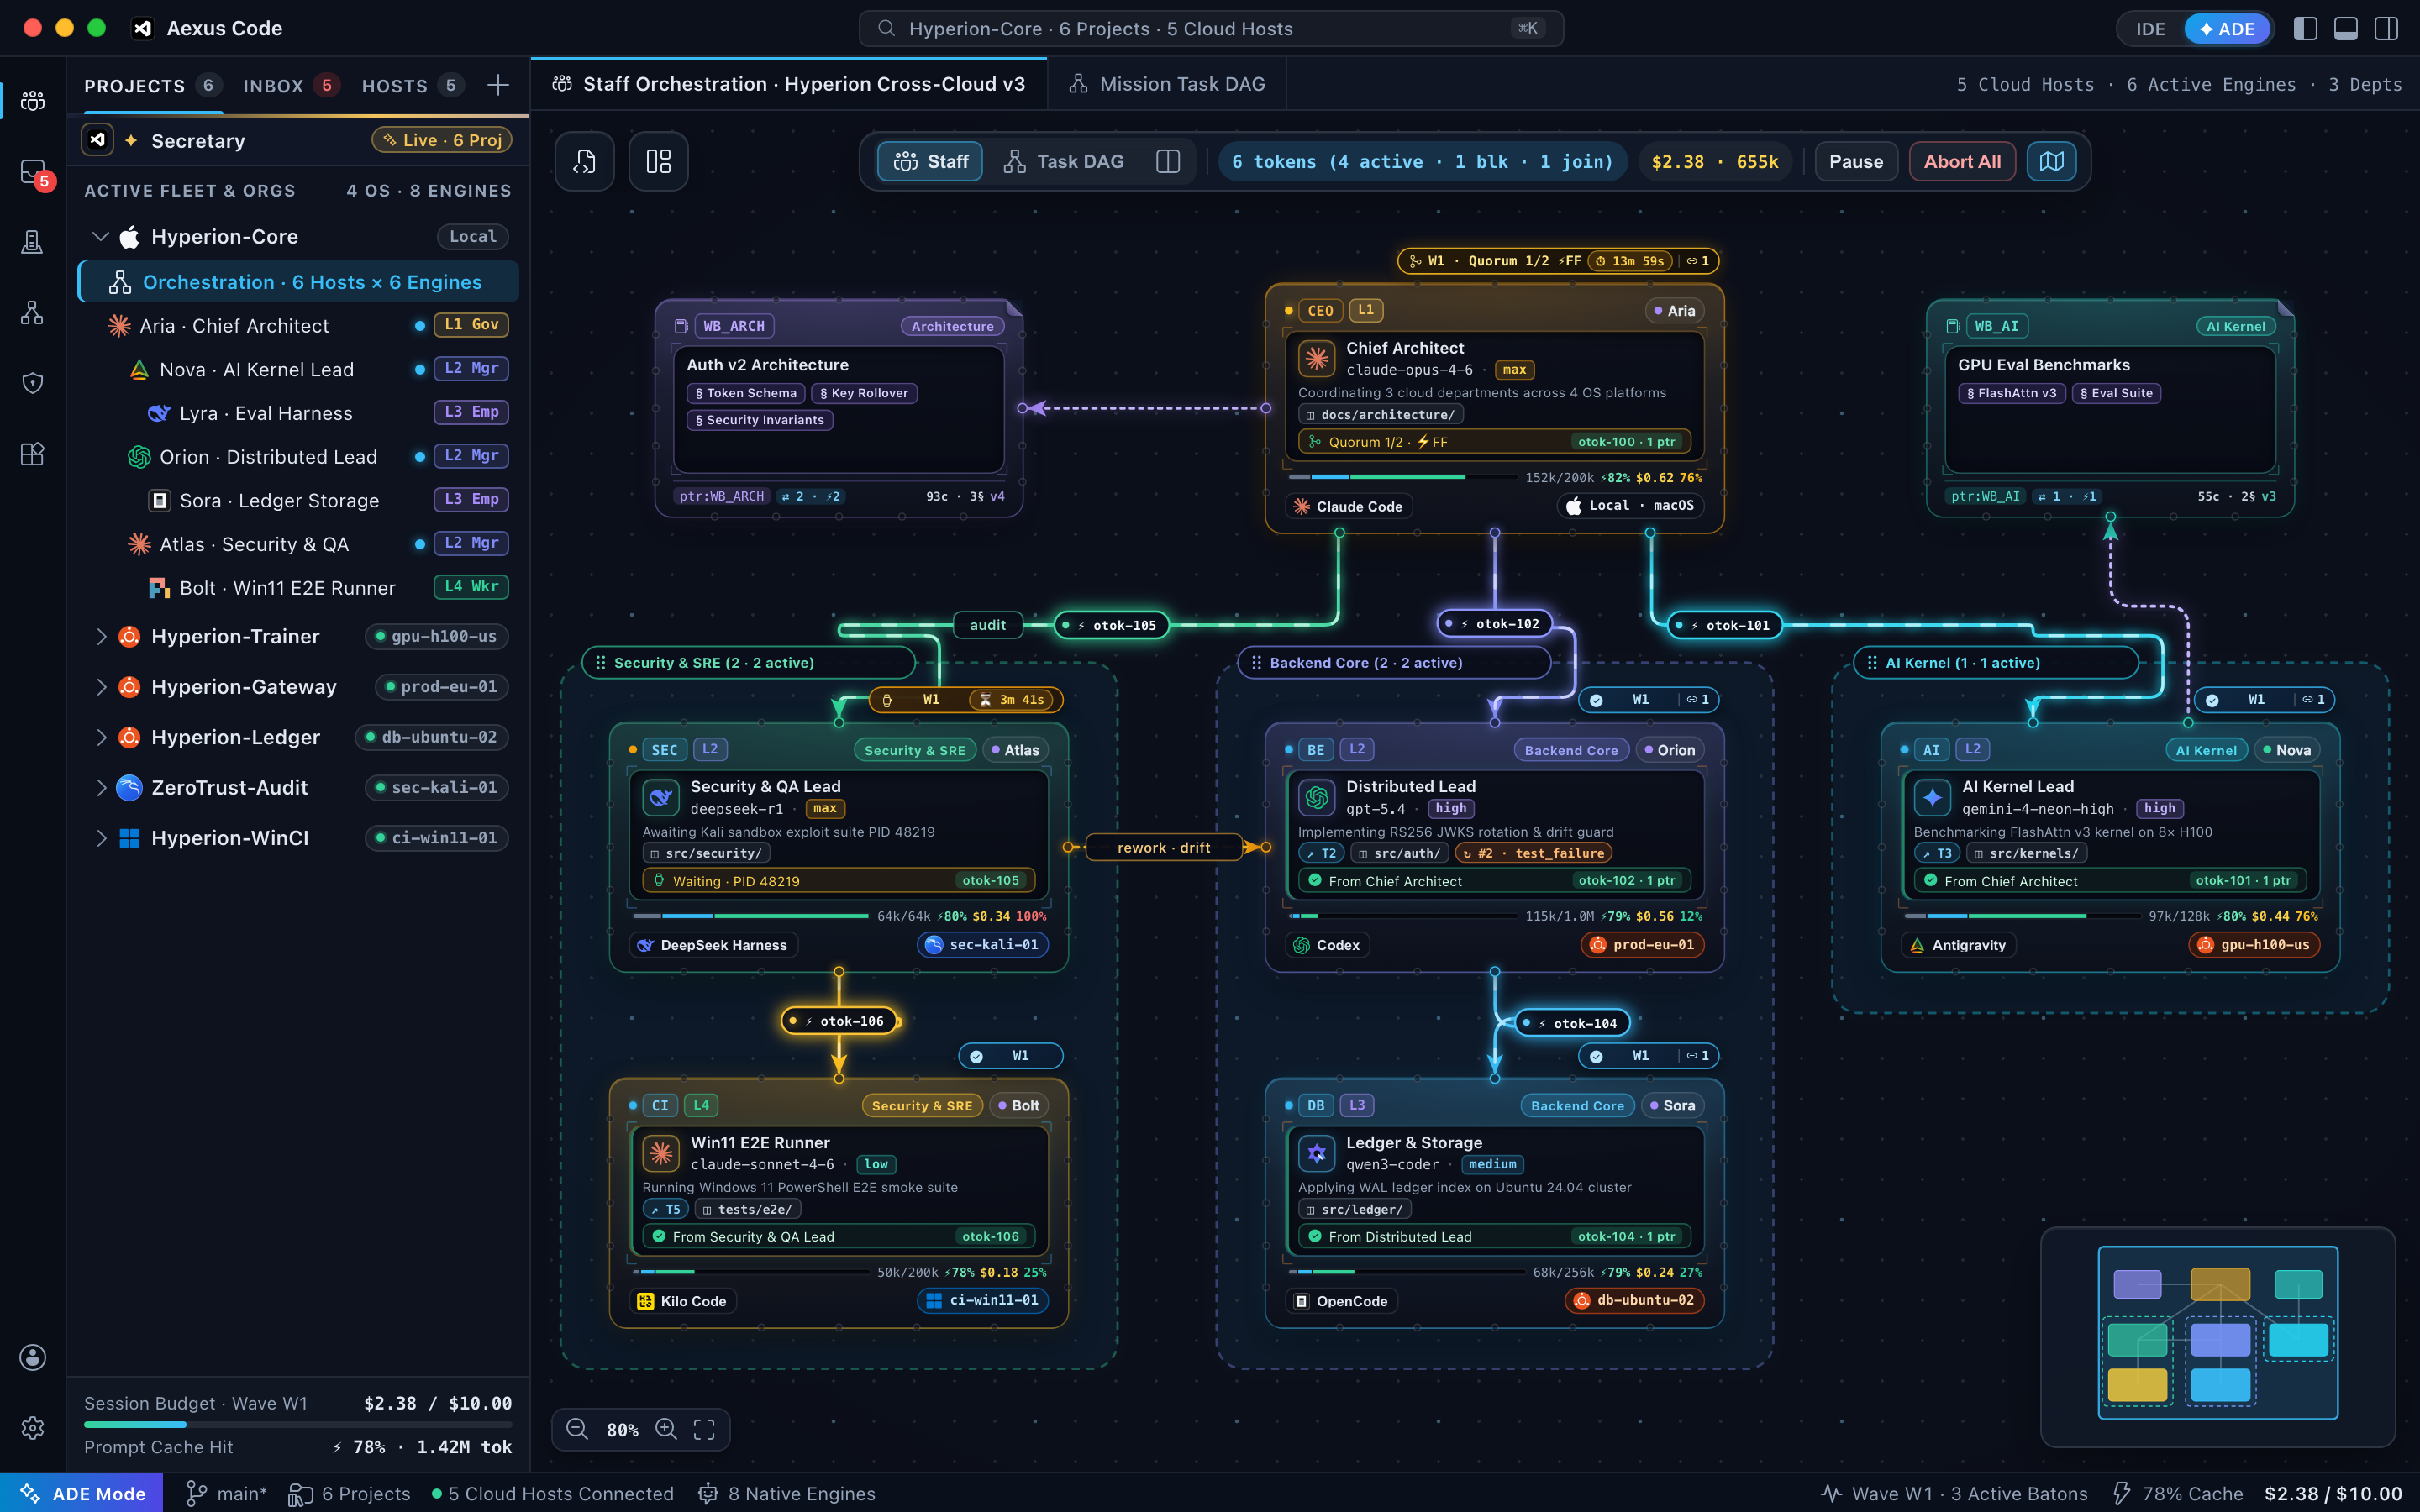 Aexus Code
Hyperion-Core · 6 Projects · 5 Cloud Hosts ⌘K
IDE ✦ ADE
PROJECTS 6 INBOX 5 HOSTS 5
Staff Orchestration · Hyperion Cross-Cloud v3
Mission Task DAG
5 Cloud Hosts · 6 Active Engines · 3 Depts
5
Secretary
Live · 6 Proj
ACTIVE FLEET & ORGS 4 OS · 8 ENGINES
Hyperion-Core Local
Orchestration · 6 Hosts × 6 Engines
Aria · Chief Architect L1 Gov
Nova · AI Kernel Lead L2 Mgr
Lyra · Eval Harness L3 Emp
Orion · Distributed Lead L2 Mgr
Sora · Ledger Storage L3 Emp
Atlas · Security & QA L2 Mgr
Bolt · Win11 E2E Runner L4 Wkr
Hyperion-Trainer gpu-h100-us
Hyperion-Gateway prod-eu-01
Hyperion-Ledger db-ubuntu-02
ZeroTrust-Audit sec-kali-01
Hyperion-WinCI ci-win11-01
Session Budget · Wave W1 $2.38 / $10.00
Prompt Cache Hit ⚡ 78% · 1.42M tok
Staff Task DAG
6 tokens (4 active · 1 blk · 1 join)
$2.38 · 655k
Pause Abort All
WB_ARCH Architecture
Auth v2 Architecture
§ Token Schema § Key Rollover
§ Security Invariants
ptr:WB_ARCH ⇄ 2 · ⚡2 93c · 3§ v4
W1 · Quorum 1/2 ⚡FF 13m 59s 1
CEO L1 Aria
Chief Architect
claude-opus-4-6 · max
Coordinating 3 cloud departments across 4 OS platforms
docs/architecture/
Quorum 1/2 · ⚡FF otok-100 · 1 ptr
152k/200k ⚡82% $0.62 76%
Claude Code Local · macOS
WB_AI AI Kernel
GPU Eval Benchmarks
§ FlashAttn v3 § Eval Suite
ptr:WB_AI ⇄ 1 · ⚡1 55c · 2§ v3
audit
⚡ otok-105
⚡ otok-102
⚡ otok-101
Security & SRE (2 · 2 active)
W1 3m 41s
SEC L2 Security & SRE Atlas
Security & QA Lead
deepseek-r1 · max
Awaiting Kali sandbox exploit suite PID 48219
src/security/
Waiting · PID 48219 otok-105
64k/64k ⚡80% $0.34 100%
DeepSeek Harness sec-kali-01
rework · drift
Backend Core (2 · 2 active)
W1 1
BE L2 Backend Core Orion
Distributed Lead
gpt-5.4 · high
Implementing RS256 JWKS rotation & drift guard
↗ T2 src/auth/ ↻ #2 · test_failure
From Chief Architect otok-102 · 1 ptr
115k/1.0M ⚡79% $0.56 12%
Codex prod-eu-01
AI Kernel (1 · 1 active)
W1 1
AI L2 AI Kernel Nova
AI Kernel Lead
gemini-4-neon-high · high
Benchmarking FlashAttn v3 kernel on 8× H100
↗ T3 src/kernels/
From Chief Architect otok-101 · 1 ptr
97k/128k ⚡80% $0.44 76%
Antigravity gpu-h100-us
⚡ otok-106
⚡ otok-104
W1
CI L4 Security & SRE Bolt
Win11 E2E Runner
claude-sonnet-4-6 · low
Running Windows 11 PowerShell E2E smoke suite
↗ T5 tests/e2e/
From Security & QA Lead otok-106
50k/200k ⚡78% $0.18 25%
Kilo Code ci-win11-01
W1 1
DB L3 Backend Core Sora
Ledger & Storage
qwen3-coder · medium
Applying WAL ledger index on Ubuntu 24.04 cluster
src/ledger/
From Distributed Lead otok-104 · 1 ptr
68k/256k ⚡79% $0.24 27%
OpenCode db-ubuntu-02
80%
ADE Mode main* 6 Projects 5 Cloud Hosts Connected 8 Native Engines
Wave W1 · 3 Active Batons 78% Cache $2.38 / $10.00